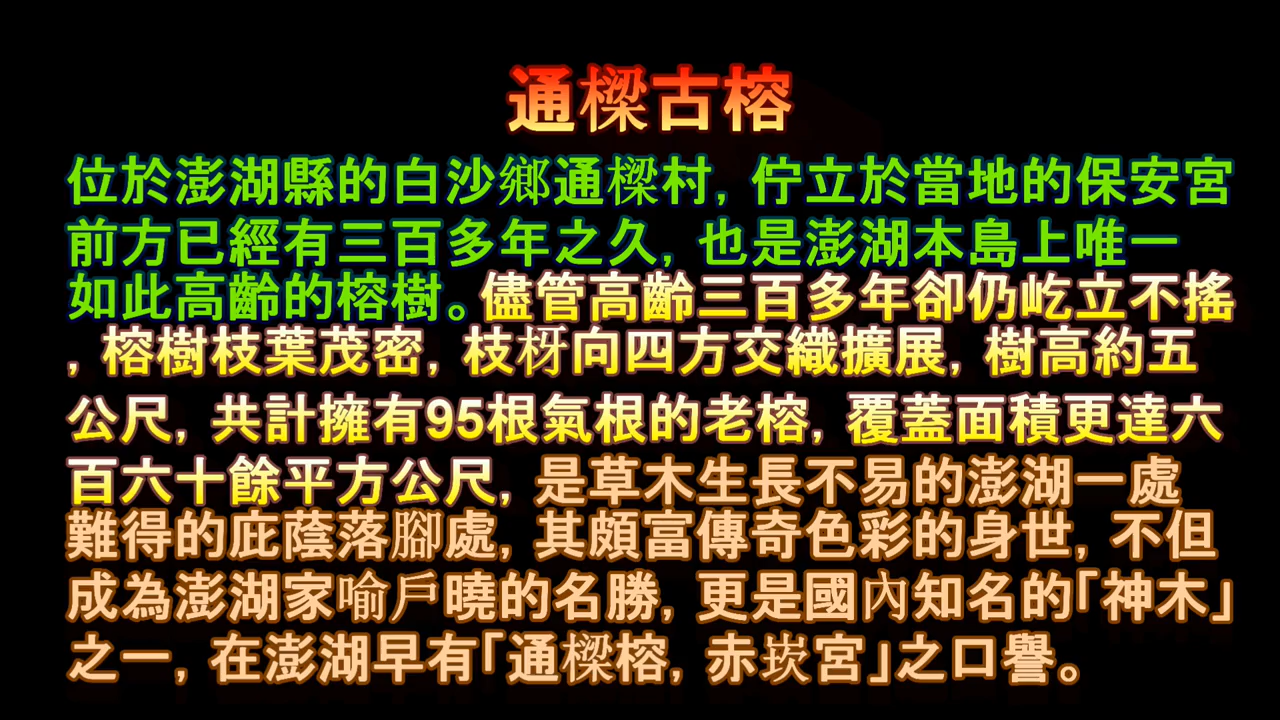 通樑古榕
位於澎湖縣的白沙鄉通樑村, 佇立於當地的保安宮
前方已經有三百多年之久, 也是澎湖本島上唯一
如此高齡的榕樹。儘管高齡三百多年卻仍屹立不搖
, 榕樹枝葉茂密, 枝枒向四方交織擴展, 樹高約五
公尺, 共計擁有95根氣根的老榕, 覆蓋面積更達六
百六十餘平方公尺, 是草木生長不易的澎湖一處
難得的庇蔭落腳處, 其頗富傳奇色彩的身世, 不但
成為澎湖家喻戶曉的名勝, 更是國內知名的「神木」
之一, 在澎湖早有「通樑榕, 赤崁宮」之口譽。